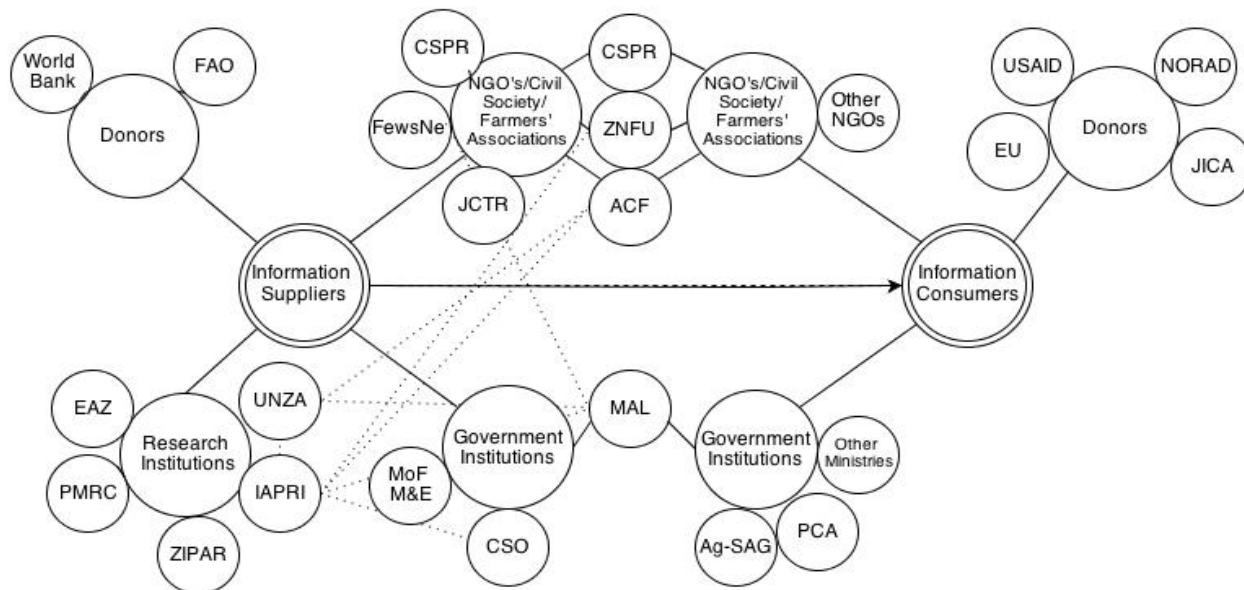 World
Bank
FAO
Donors
CSPR
FewsNe
NGO's/Civil
Society/
Farmers'
Associations
JCTR
CSPR
ZNFU
ACF
NGO'S/Civil
Society/
Farmers'
Associations
Other
NGOs
USAID
NORAD
Donors
EU
JICA
Information
Suppliers
Information
Consumers
EAZ
UNZA
Research
Institutions
PMRC
IAPRI
ZIPAR
Government
Institutions
MoF
M&E
CSO
MAL
Government
Institutions
Other
Ministries
Ag-SAG
PCA